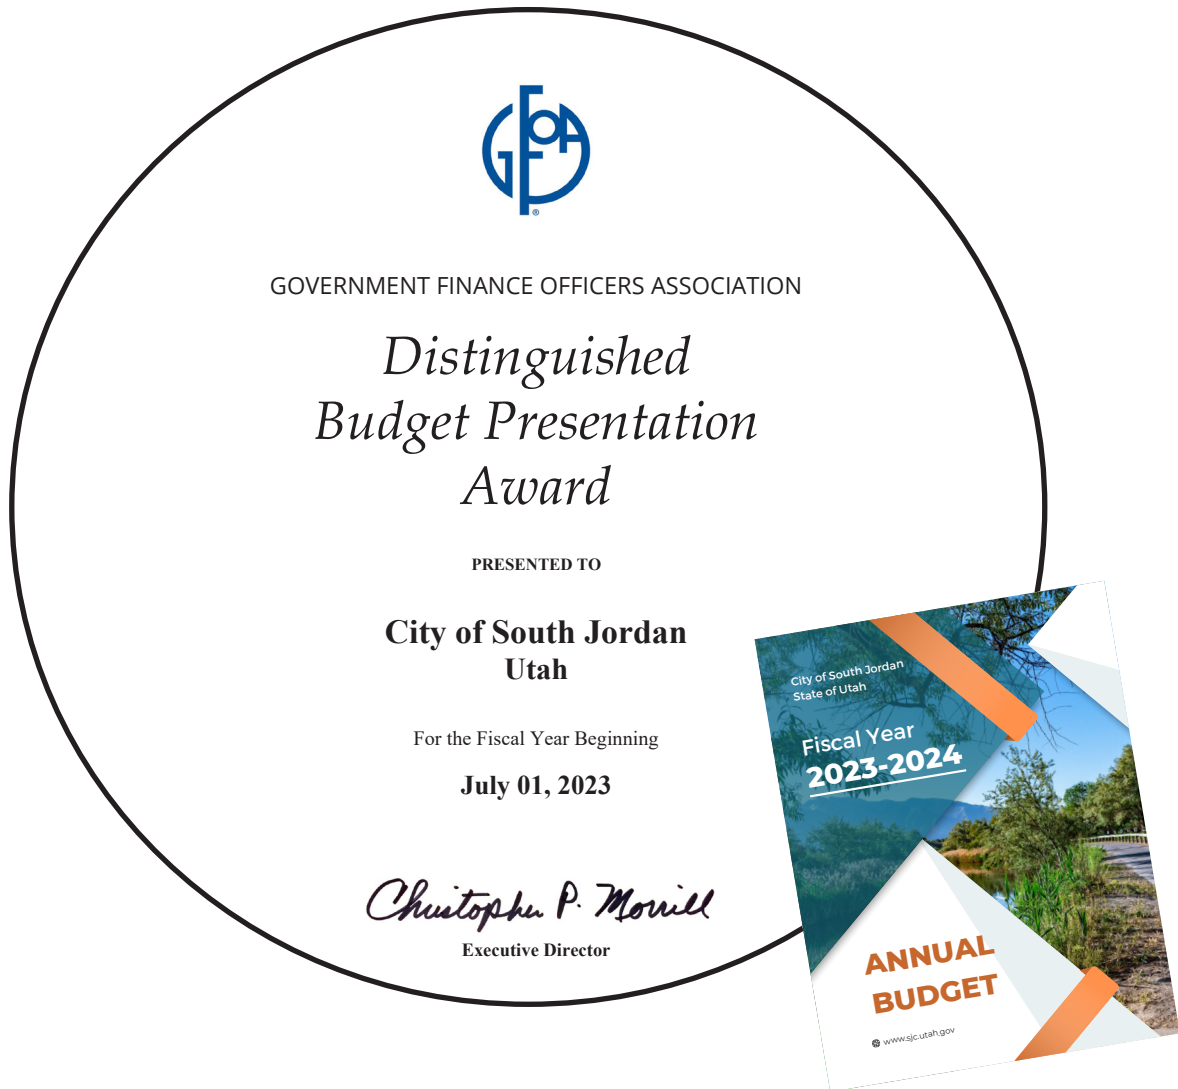 GFOA
®
GOVERNMENT FINANCE OFFICERS ASSOCIATION
Distinguished
Budget Presentation
Award
PRESENTED TO
City of South Jordan
Utah
For the Fiscal Year Beginning
July 01, 2023
Christopher P. Morrill
Executive Director
City of South Jordan
State of Utah
Fiscal Year
2023-2024
ANNUAL
BUDGET
www.sjc.utah.gov